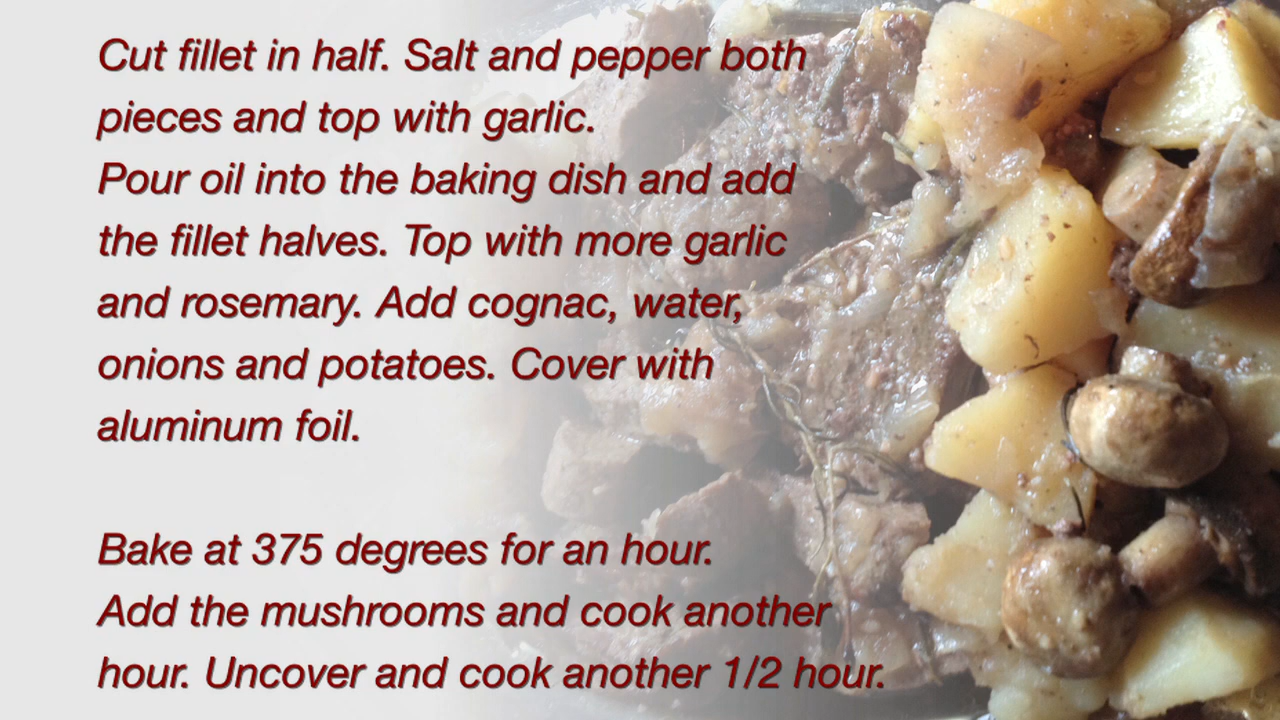 Cut fillet in half. Salt and pepper both
pieces and top with garlic.
Pour oil into the baking dish and add
the fillet halves. Top with more garlic
and rosemary. Add cognac, water,
onions and potatoes. Cover with
aluminum foil.
Bake at 375 degrees for an hour.
Add the mushrooms and cook another
hour. Uncover and cook another 1/2 hour.